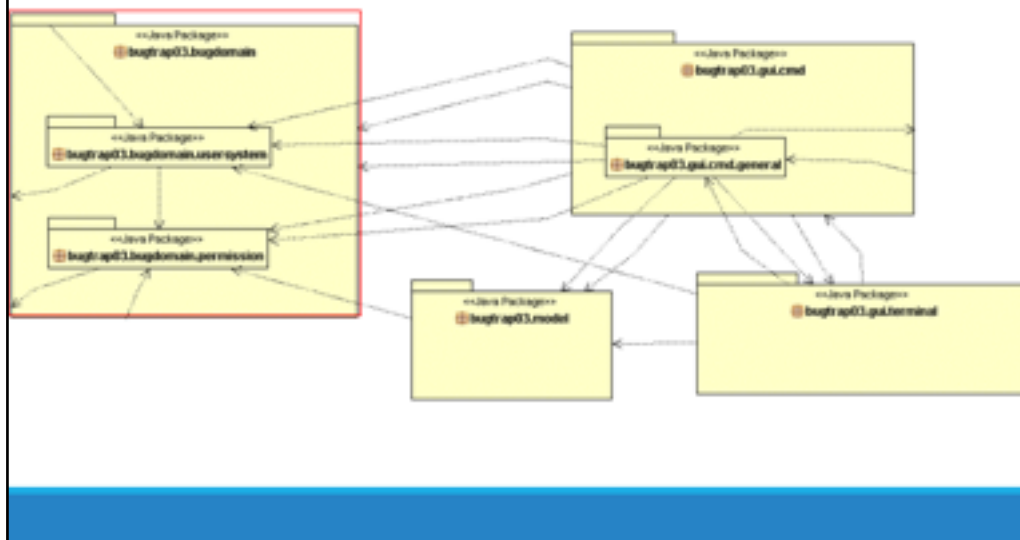 <<Java Package>>
bugtrap03.bugdomain
<<Java Package>>
bugtrap03.bugdomain.usersystem
<<Java Package>>
bugtrap03.bugdomain.permission
<<Java Package>>
bugtrap03.gui.cmd
<<Java Package>>
bugtrap03.gui.cmd.general
<<Java Package>>
bugtrap03.model
<<Java Package>>
bugtrap03.gui.terminal